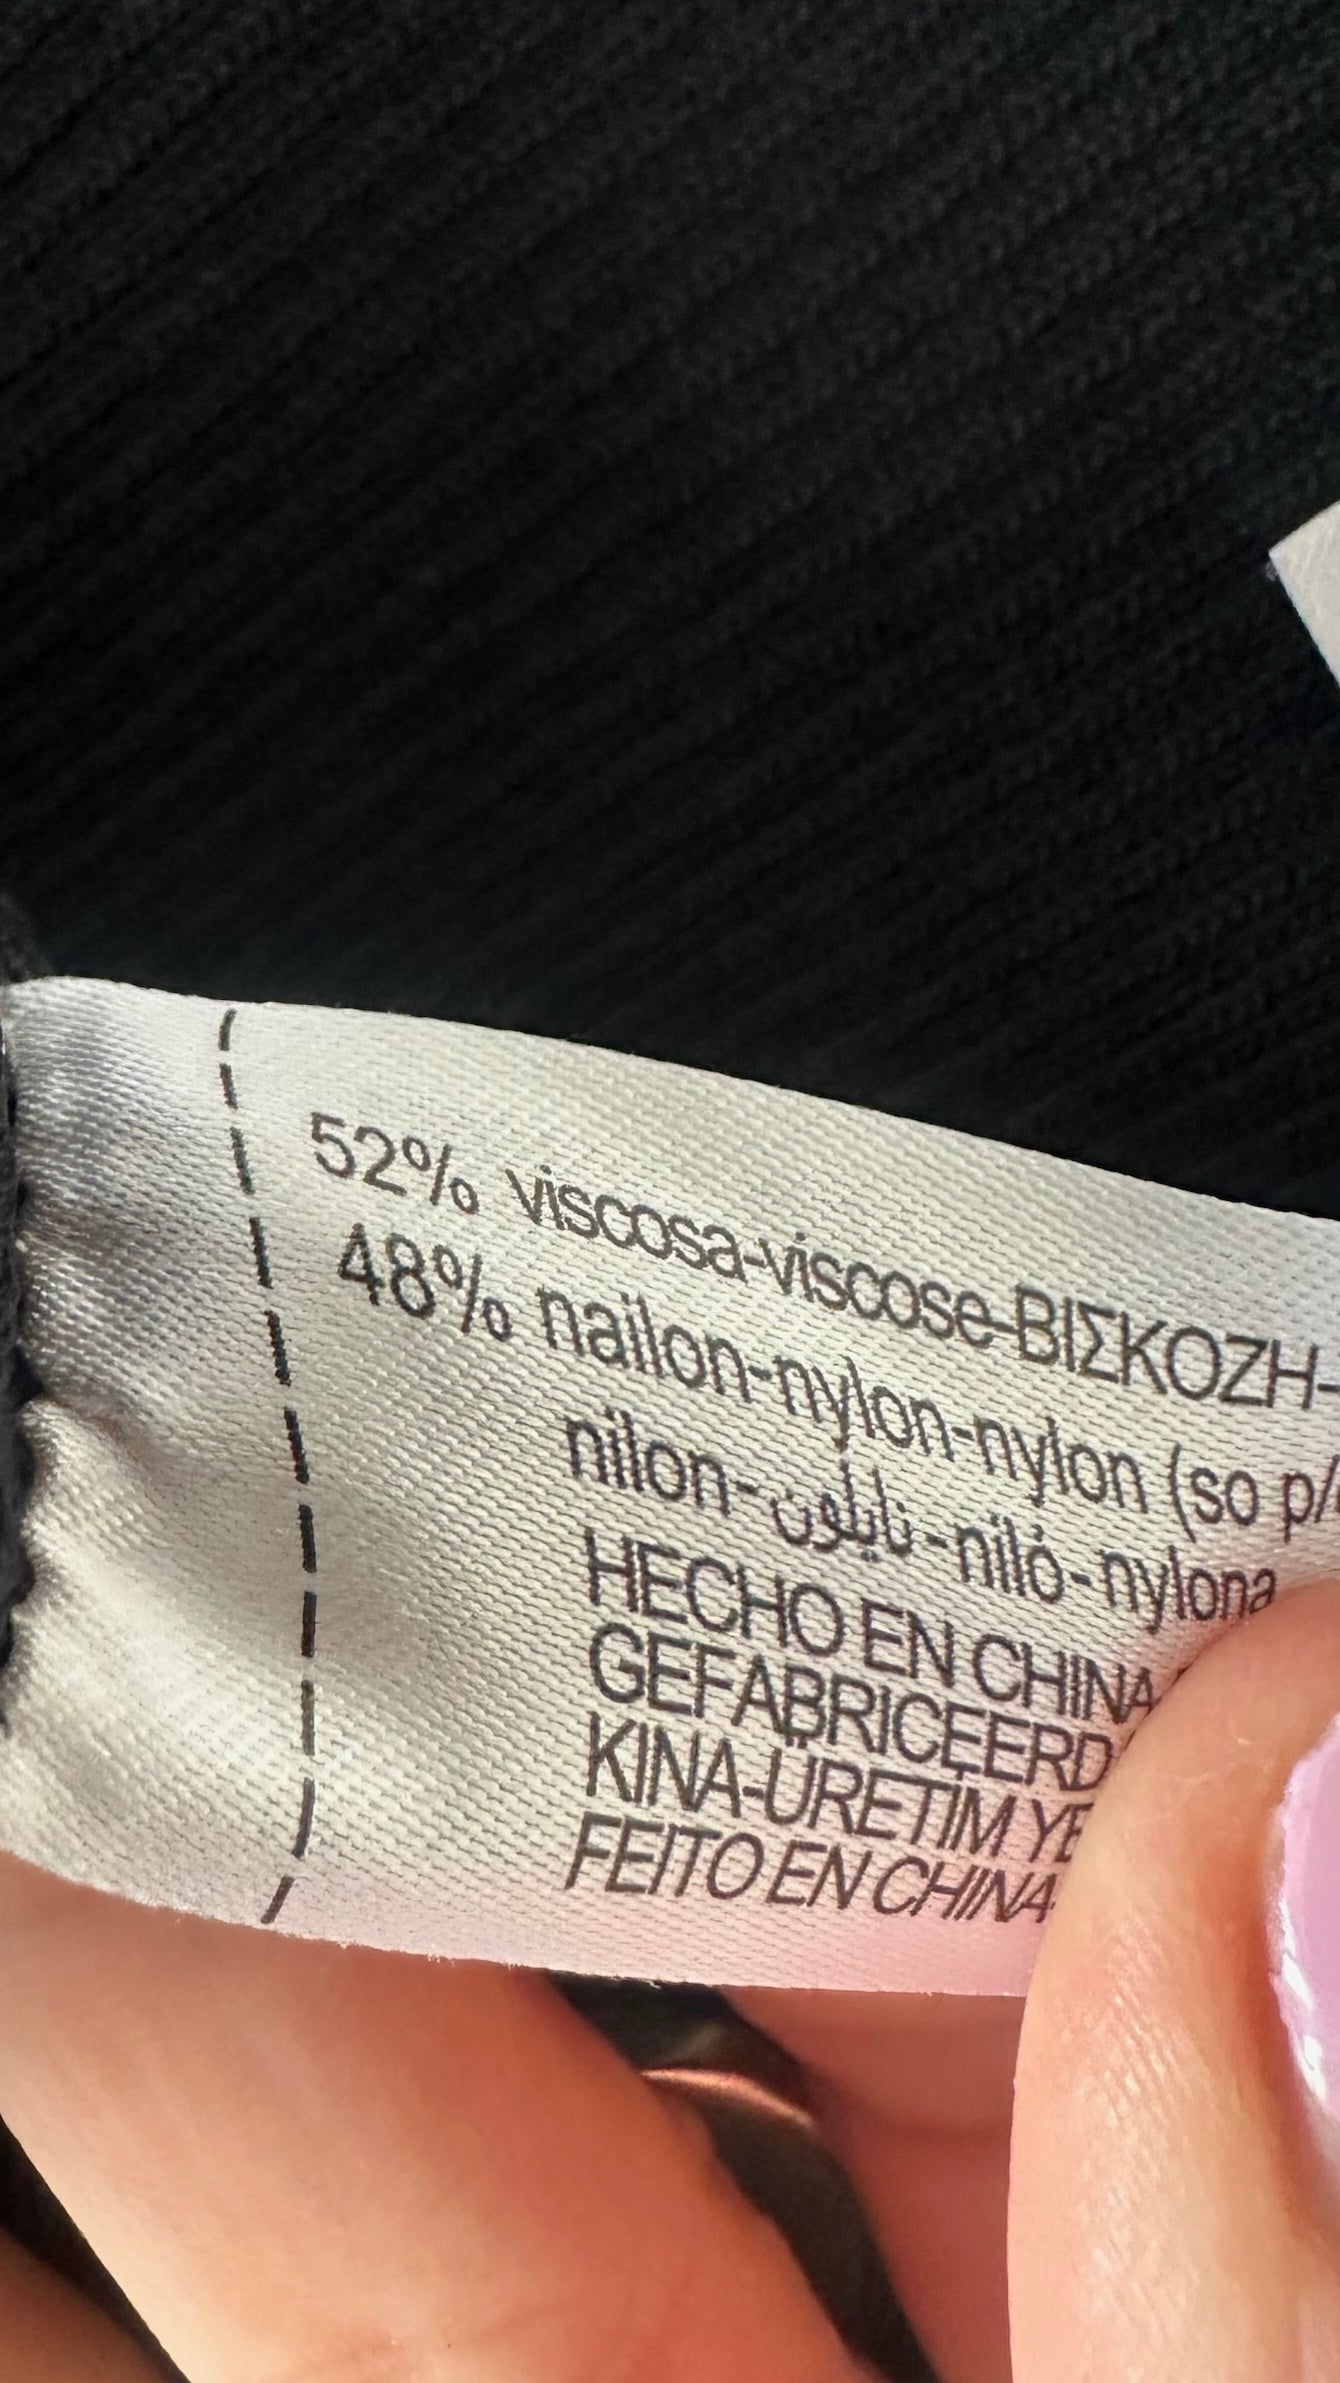 52% viscosa-viscose-ΒΙΣΚΟΖΗ-
48% nailon-nylon-nylon (so p/
nilon-نايلون-niló-nylona
HECHO EN CHINA
GEFABRICEERD
KINA-ÜRETİM
FEITO EN CHINA-